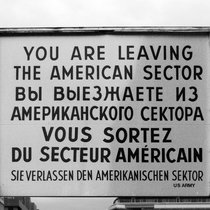 YOU ARE LEAVING
THE AMERICAN SECTOR
ВЫ ВЫЕЗЖАЕТЕ ИЗ
АМЕРИКАНСКОГО СЕКТОРА
VOUS SORTEZ
DU SECTEUR AMÉRICAIN
SIE VERLASSEN DEN AMERIKANISCHEN SEKTOR
US ARMY